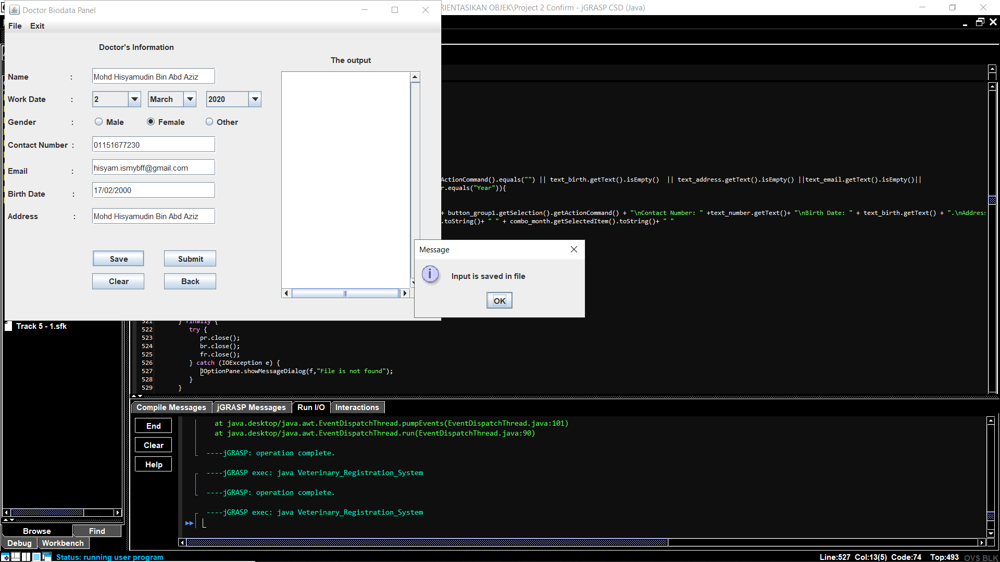 Doctor Biodata Panel
RIENTASIKAN OBJEK\Project 2 Confirm - jGRASP CSD (Java)
File Exit
Doctor's Information
The output
Name : Mohd Hisyamudin Bin Abd Aziz
Work Date : 2 March 2020
Gender : Male Female Other
Contact Number : 01151677230
Email : hisyam.ismybff@gmail.com
Birth Date : 17/02/2000
Address : Mohd Hisyamudin Bin Abd Aziz
Save Submit
Clear Back
ActionCommand().equals("") || text_birth.getText().isEmpty() || text_address.getText().isEmpty() ||text_email.getText().isEmpty()||
r.equals("Year")){
+ button_group1.getSelection().getActionCommand() + "\nContact Number: " +text_number.getText()+ "\nBirth Date: " + text_birth.getText() + ".\nAddres
.toString()+ " " + combo_month.getSelectedItem().toString()+ " "
Message
Input is saved in file
OK
Track 5 - 1.sfk
521 } finally {
522 try {
523 pr.close();
524 br.close();
525 fr.close();
526 } catch (IOException e) {
527 JOptionPane.showMessageDialog(f,"File is not found");
528 }
529 }
Compile Messages jGRASP Messages Run I/O Interactions
End
Clear
Help
at java.desktop/java.awt.EventDispatchThread.pumpEvents(EventDispatchThread.java:101)
at java.desktop/java.awt.EventDispatchThread.run(EventDispatchThread.java:90)
----jGRASP: operation complete.
----jGRASP exec: java Veterinary_Registration_System
----jGRASP: operation complete.
----jGRASP exec: java Veterinary_Registration_System
Browse Find
Debug Workbench
Status: running user program
Line:527 Col:13(5) Code:74 Top:493 OVS BLK